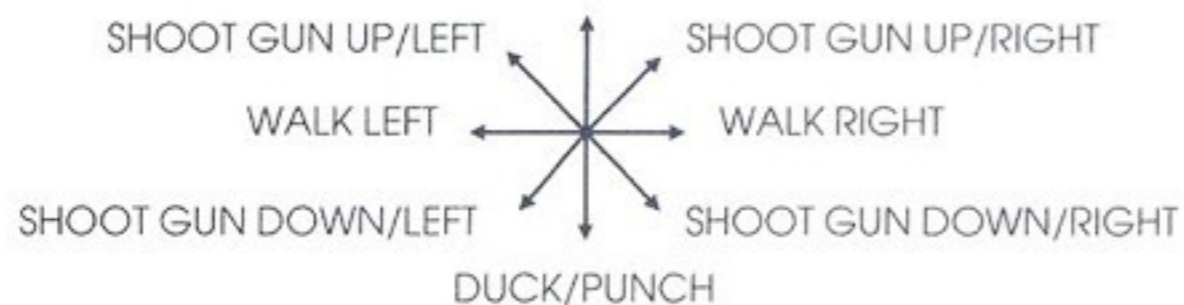 SHOOT GUN UP/LEFT SHOOT GUN UP/RIGHT
WALK LEFT WALK RIGHT
SHOOT GUN DOWN/LEFT SHOOT GUN DOWN/RIGHT
DUCK/PUNCH